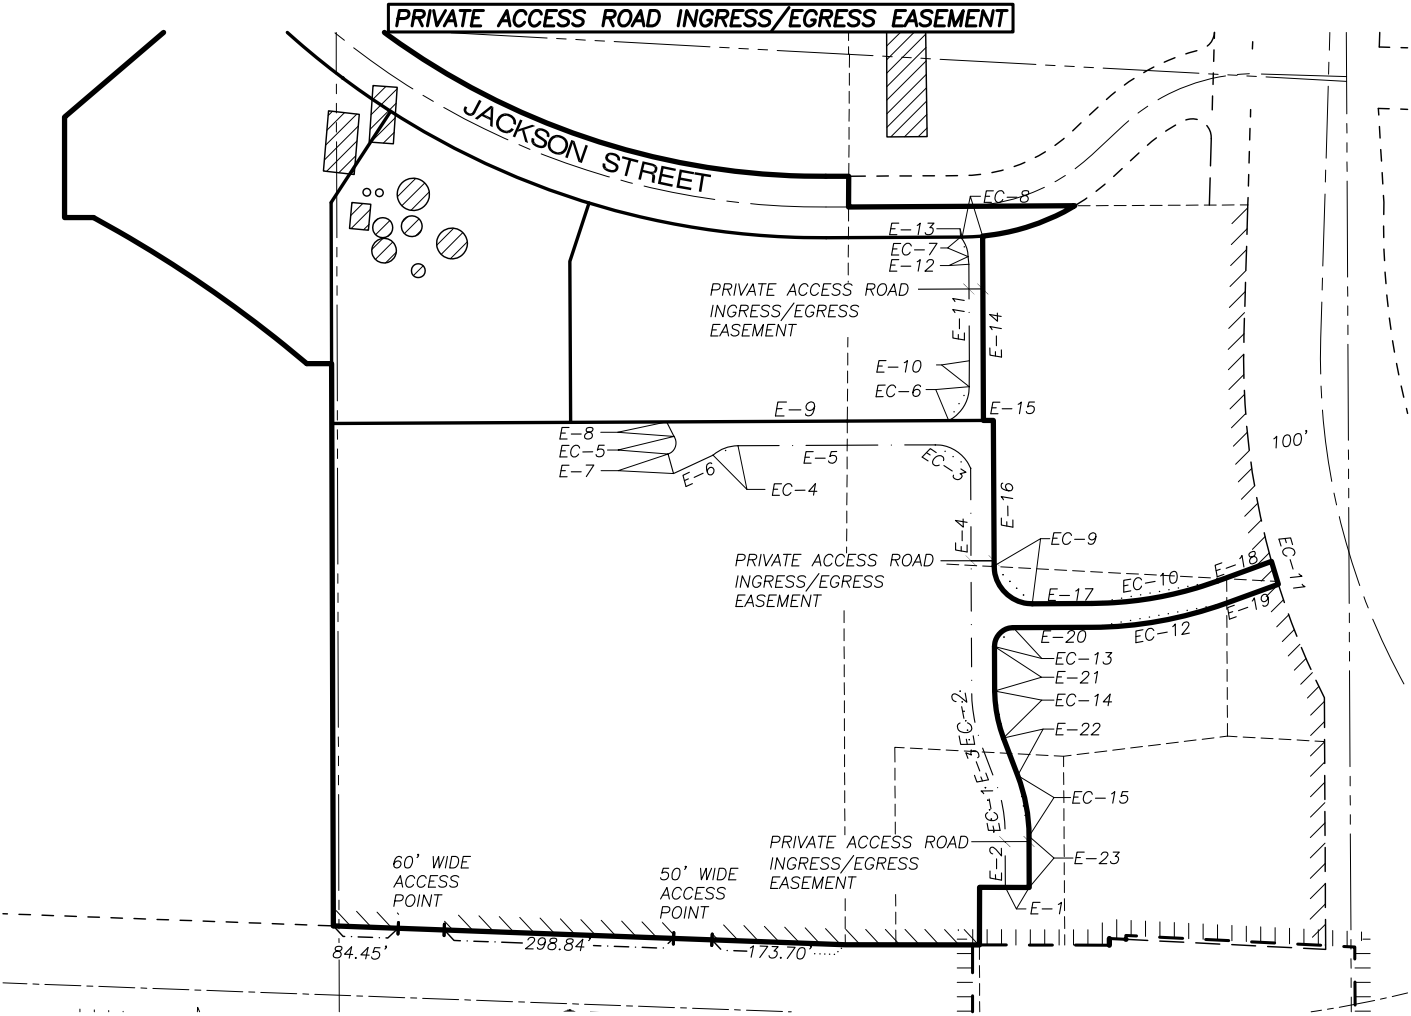 PRIVATE ACCESS ROAD INGRESS/EGRESS EASEMENT
JACKSON STREET
EC-8
E-13
EC-7
E-12
PRIVATE ACCESS ROAD
INGRESS/EGRESS
EASEMENT
E-11
E-14
E-10
EC-6
E-9
E-15
E-8
EC-5
E-7
E-6
E-5
EC-3
EC-4
100'
E-16
E-4
EC-9
PRIVATE ACCESS ROAD
INGRESS/EGRESS
EASEMENT
E-17
EC-10
E-18
EC-11
E-19
EC-12
E-20
EC-13
E-21
EC-14
EC-2
E-22
E-3
EC-1
EC-15
PRIVATE ACCESS ROAD
INGRESS/EGRESS
EASEMENT
E-2
E-23
E-1
60' WIDE
ACCESS
POINT
50' WIDE
ACCESS
POINT
84.45'
298.84'
173.70'